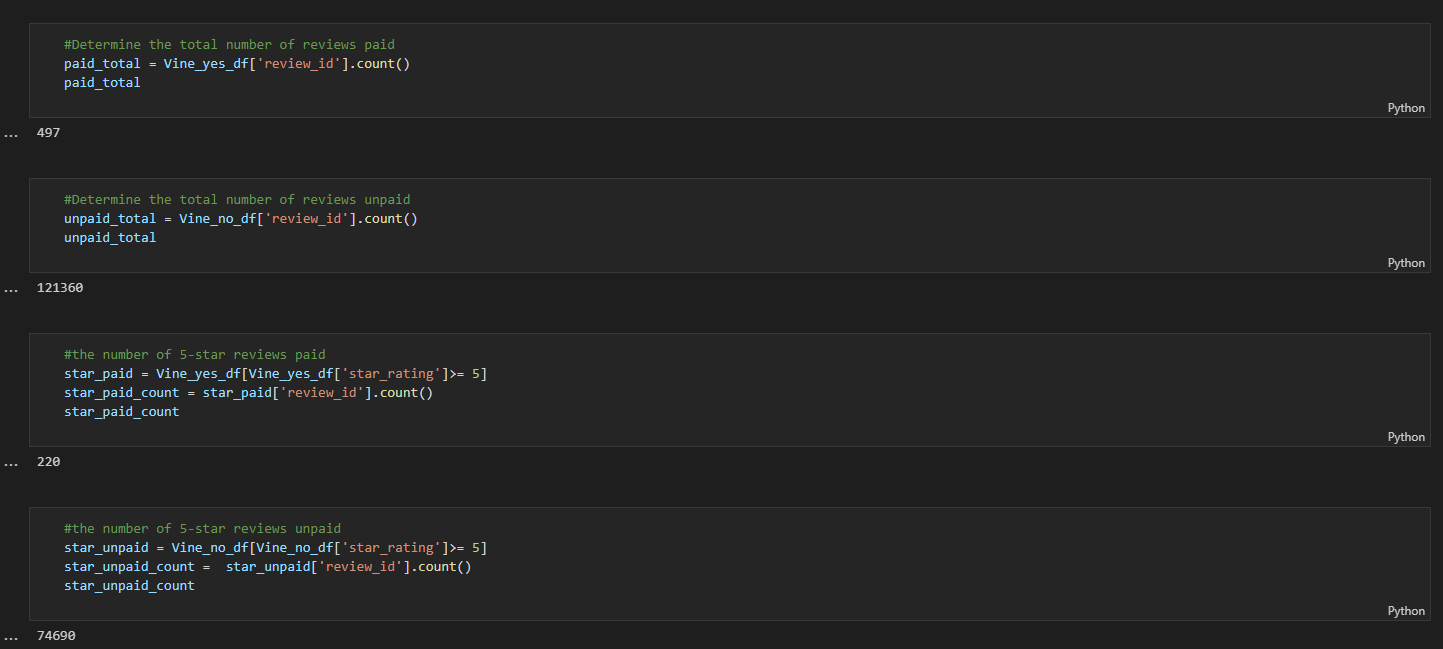 #Determine the total number of reviews paid
paid_total = Vine_yes_df['review_id'].count()
paid_total
Python
... 497
#Determine the total number of reviews unpaid
unpaid_total = Vine_no_df['review_id'].count()
unpaid_total
Python
... 121360
#the number of 5-star reviews paid
star_paid = Vine_yes_df[Vine_yes_df['star_rating']>= 5]
star_paid_count = star_paid['review_id'].count()
star_paid_count
Python
... 220
#the number of 5-star reviews unpaid
star_unpaid = Vine_no_df[Vine_no_df['star_rating']>= 5]
star_unpaid_count =  star_unpaid['review_id'].count()
star_unpaid_count
Python
... 74690